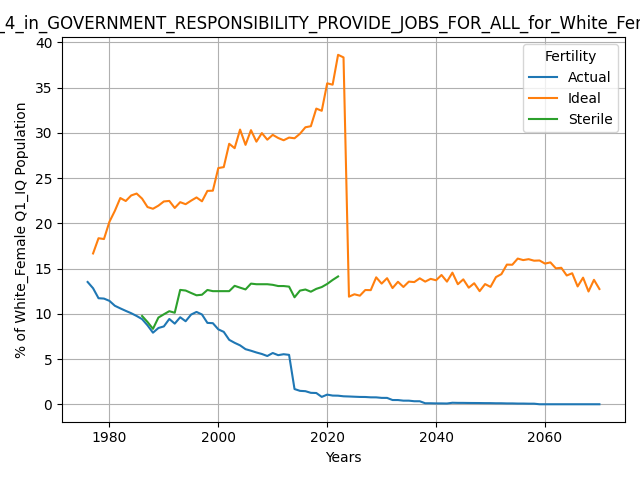 _4_in_GOVERNMENT_RESPONSIBILITY_PROVIDE_JOBS_FOR_ALL_for_White_Fe
% of White_Female Q1_IQ Population
40
35
30
25
20
15
10
5
0
Fertility
Actual
Ideal
Sterile
1980
2000
2020
2040
2060
Years